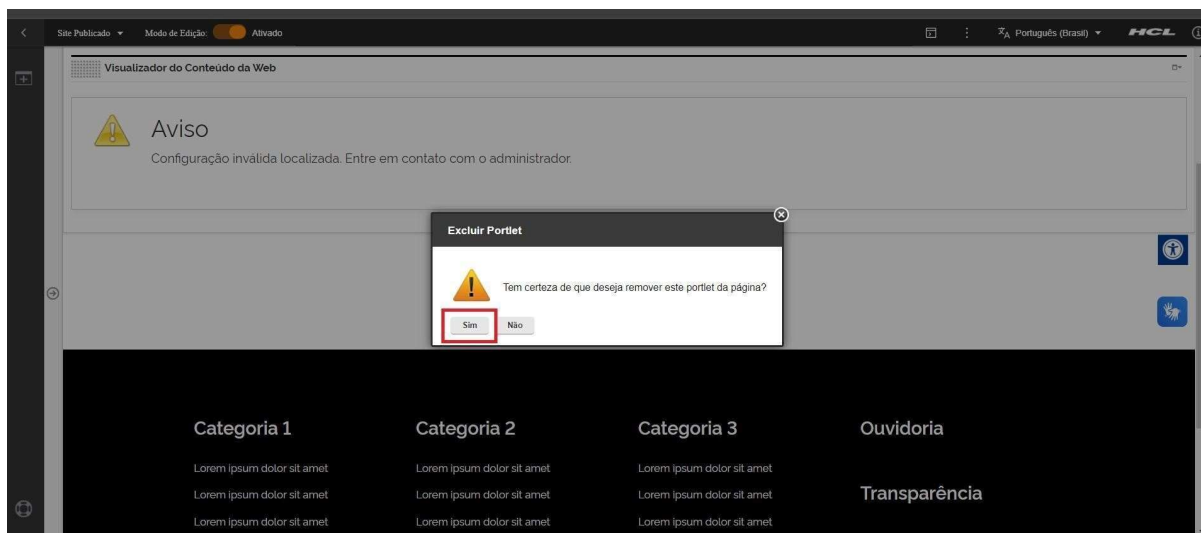 Site Publicado
Modo de Edição: Ativado
Português (Brasil)
HCL
Visualizador do Conteúdo da Web
Aviso
Configuração inválida localizada. Entre em contato com o administrador.
Excluir Portlet
Tem certeza de que deseja remover este portlet da página?
Sim Não
Categoria 1 Categoria 2 Categoria 3 Ouvidoria
Lorem ipsum dolor sit amet Lorem ipsum dolor sit amet Lorem ipsum dolor sit amet
Lorem ipsum dolor sit amet Lorem ipsum dolor sit amet Lorem ipsum dolor sit amet Transparência
Lorem ipsum dolor sit amet Lorem ipsum dolor sit amet Lorem ipsum dolor sit amet